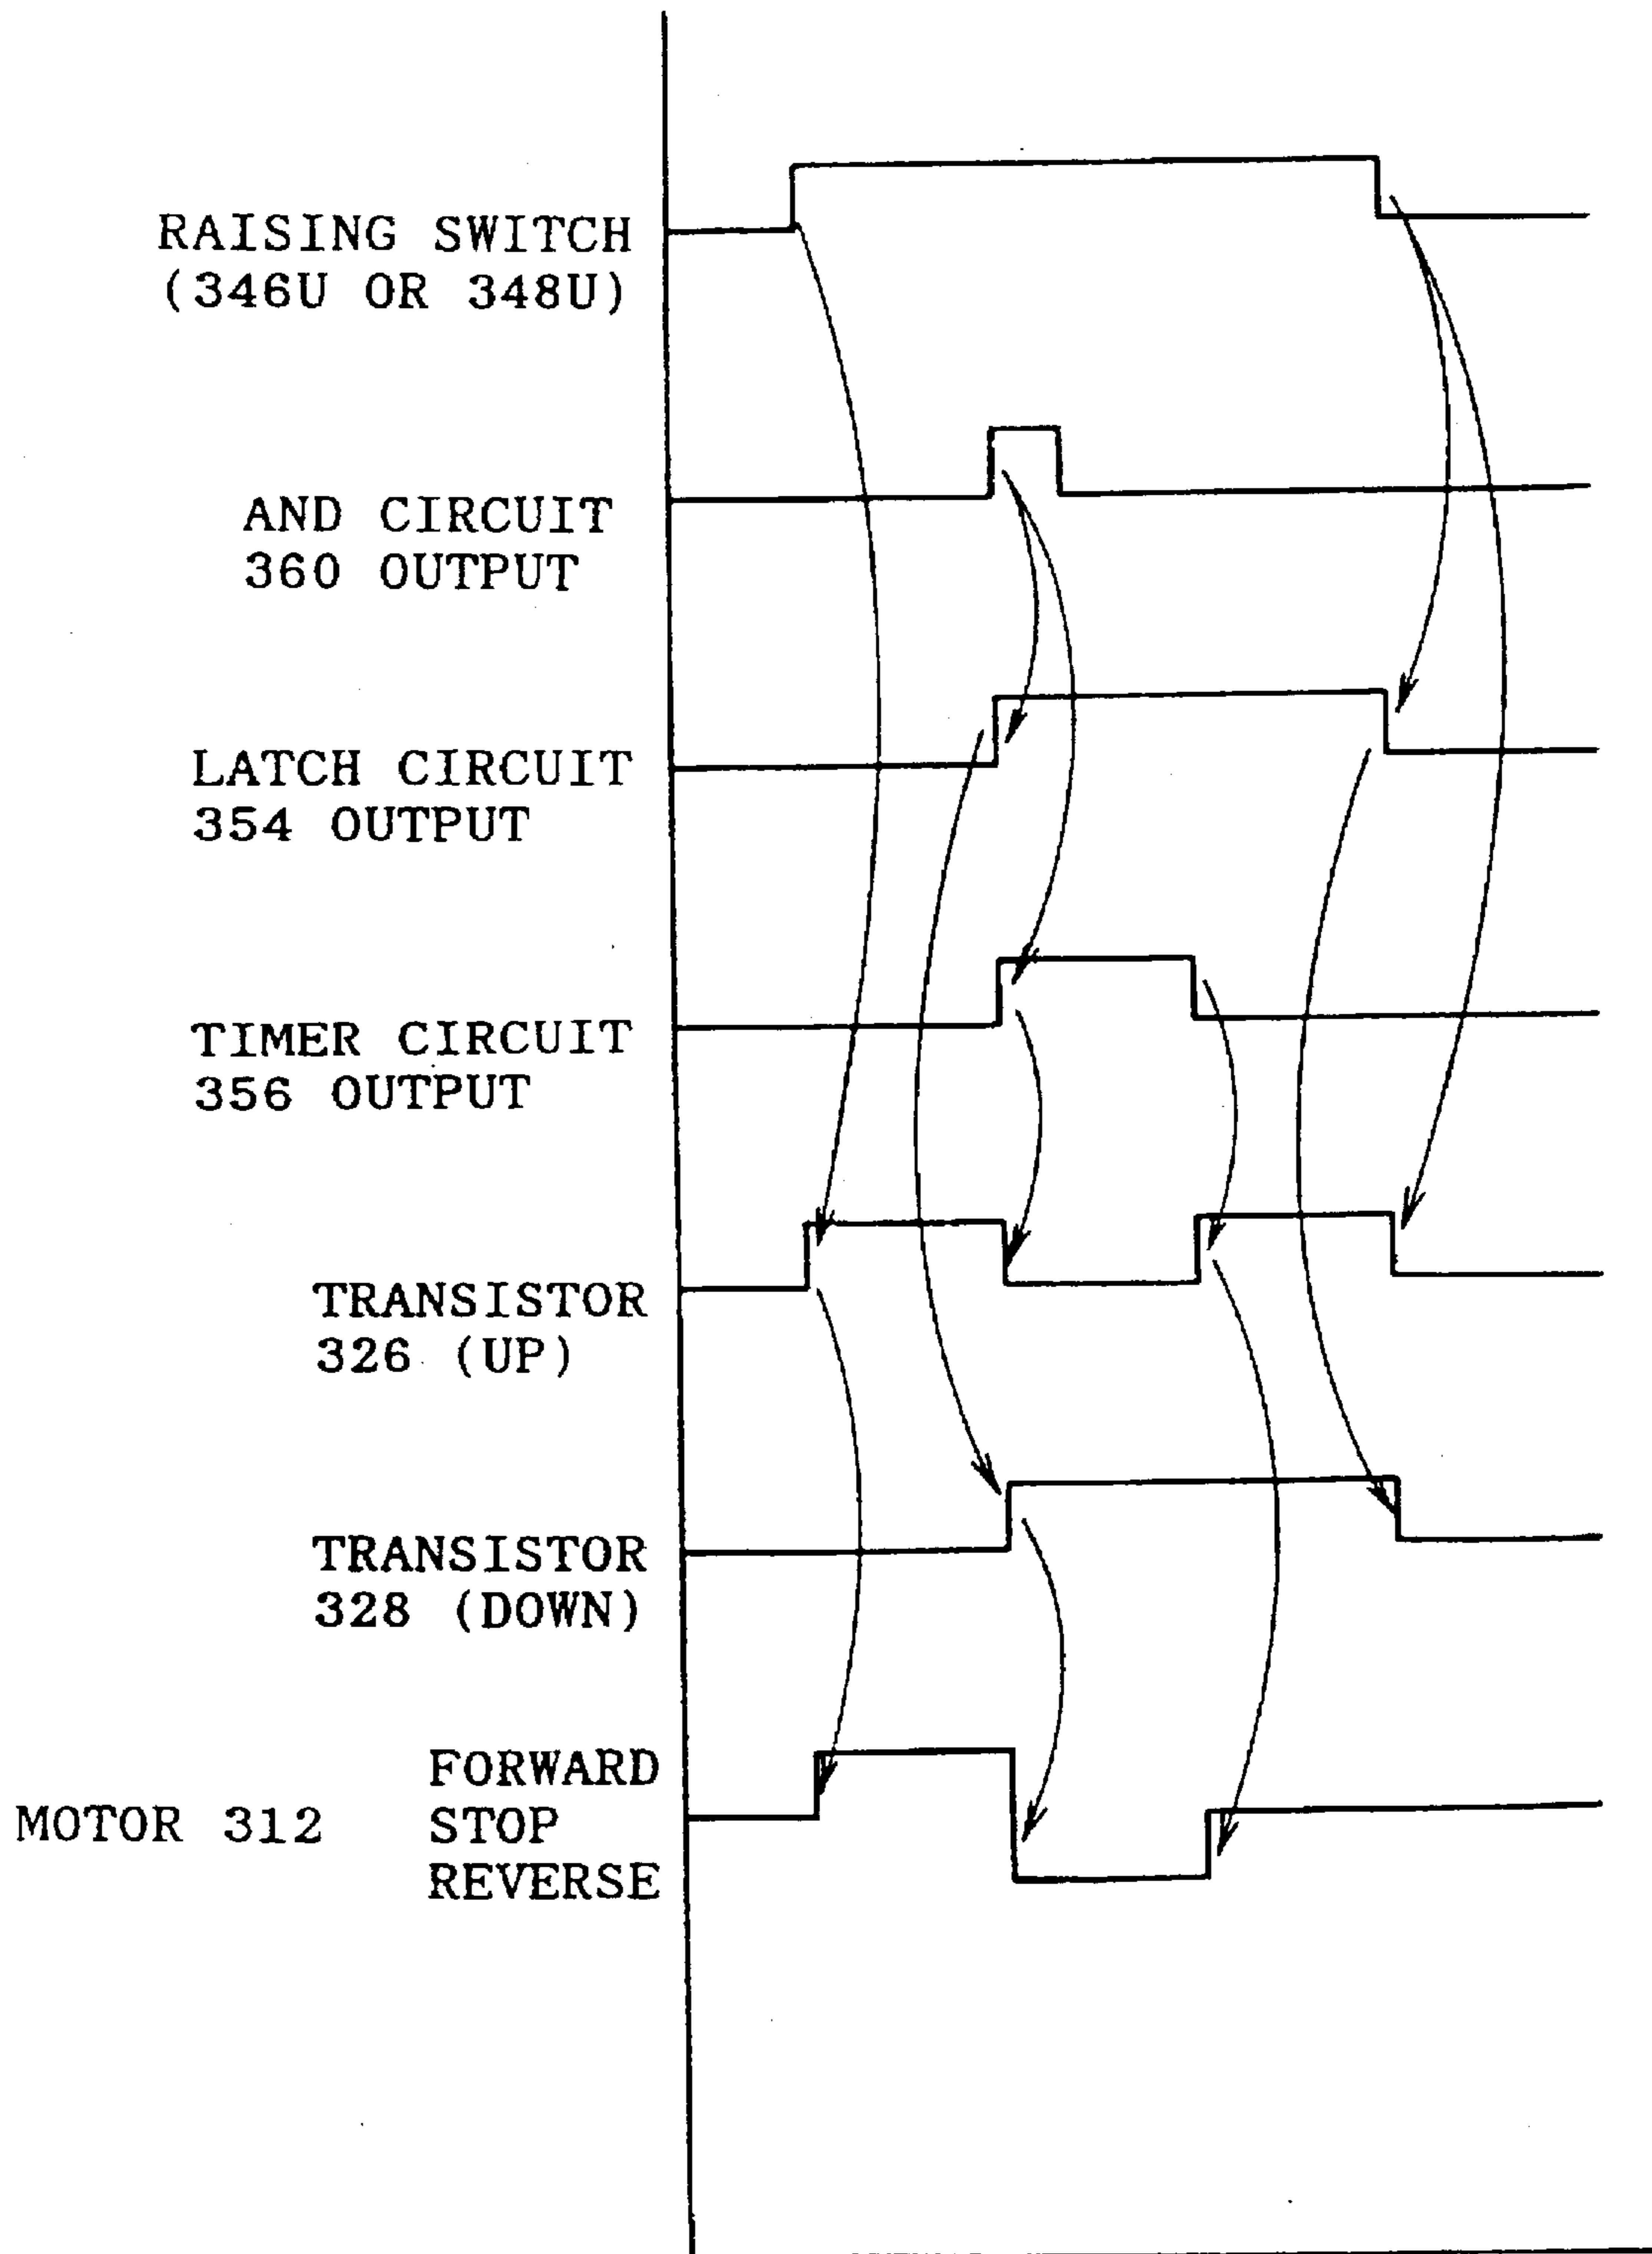 RAISING SWITCH
(346U OR 348U)
AND CIRCUIT
360 OUTPUT
LATCH CIRCUIT
354 OUTPUT
TIMER CIRCUIT
356 OUTPUT
TRANSISTOR
326 (UP)
TRANSISTOR
328 (DOWN)
FORWARD
MOTOR 312 STOP
REVERSE